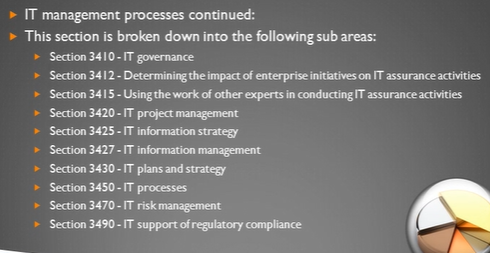 IT management processes continued:
This section is broken down into the following sub areas:
Section 3410 - IT governance
Section 3412 - Determining the impact of enterprise initiatives on IT assurance activities
Section 3415 - Using the work of other experts in conducting IT assurance activities
Section 3420 - IT project management
Section 3425 - IT information strategy
Section 3427 - IT information management
Section 3430 - IT plans and strategy
Section 3450 - IT processes
Section 3470 - IT risk management
Section 3490 - IT support of regulatory compliance